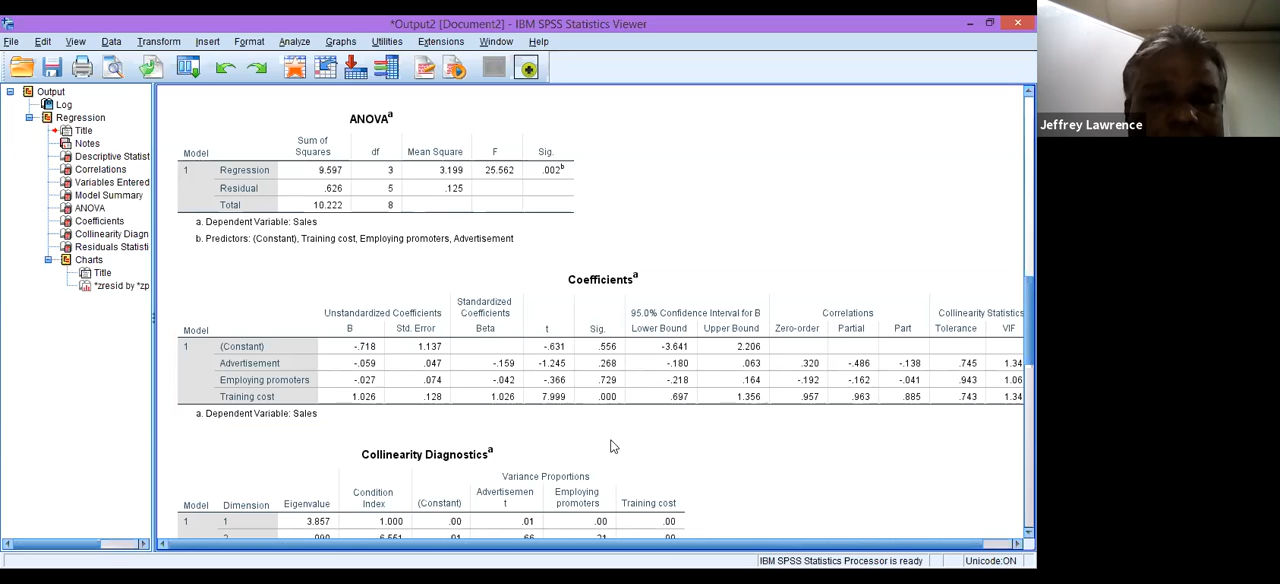 *Output2 [Document2] - IBM SPSS Statistics Viewer
File Edit View Data Transform Insert Format Analyze Graphs Utilities Extensions Window Help
Output
Log
Regression
Title
Notes
Descriptive Statist
Correlations
Variables Entered
Model Summary
ANOVA
Coefficients
Collinearity Diagn
Residuals Statisti
Charts
Title
*zresid by *zp
ANOVAa
Model Sum of Squares df Mean Square F Sig.
1 Regression 9.597 3 3.199 25.562 .002b
Residual .626 5 .125
Total 10.222 8
a. Dependent Variable: Sales
b. Predictors: (Constant), Training cost, Employing promoters, Advertisement
Coefficientsa
Unstandardized Coefficients Standardized Coefficients 95.0% Confidence Interval for B Correlations Collinearity Statistics
Model B Std. Error Beta t Sig. Lower Bound Upper Bound Zero-order Partial Part Tolerance VIF
1 (Constant) -.718 1.137 -.631 .556 -3.641 2.206
Advertisement -.059 .047 -.159 -1.245 .268 -.180 .063 .320 -.486 -.138 .745 1.34
Employing promoters -.027 .074 -.042 -.366 .729 -.218 .164 -.192 -.162 -.041 .943 1.06
Training cost 1.026 .128 1.026 7.999 .000 .697 1.356 .957 .963 .885 .743 1.34
a. Dependent Variable: Sales
Collinearity Diagnosticsa
Variance Proportions
Model Dimension Eigenvalue Condition Index (Constant) Advertisemen t Employing promoters Training cost
1 1 3.857 1.000 .00 .01 .00 .00
2 .090 6.551 .01 .66 .21 .00
IBM SPSS Statistics Processor is ready Unicode:ON
Jeffrey Lawrence